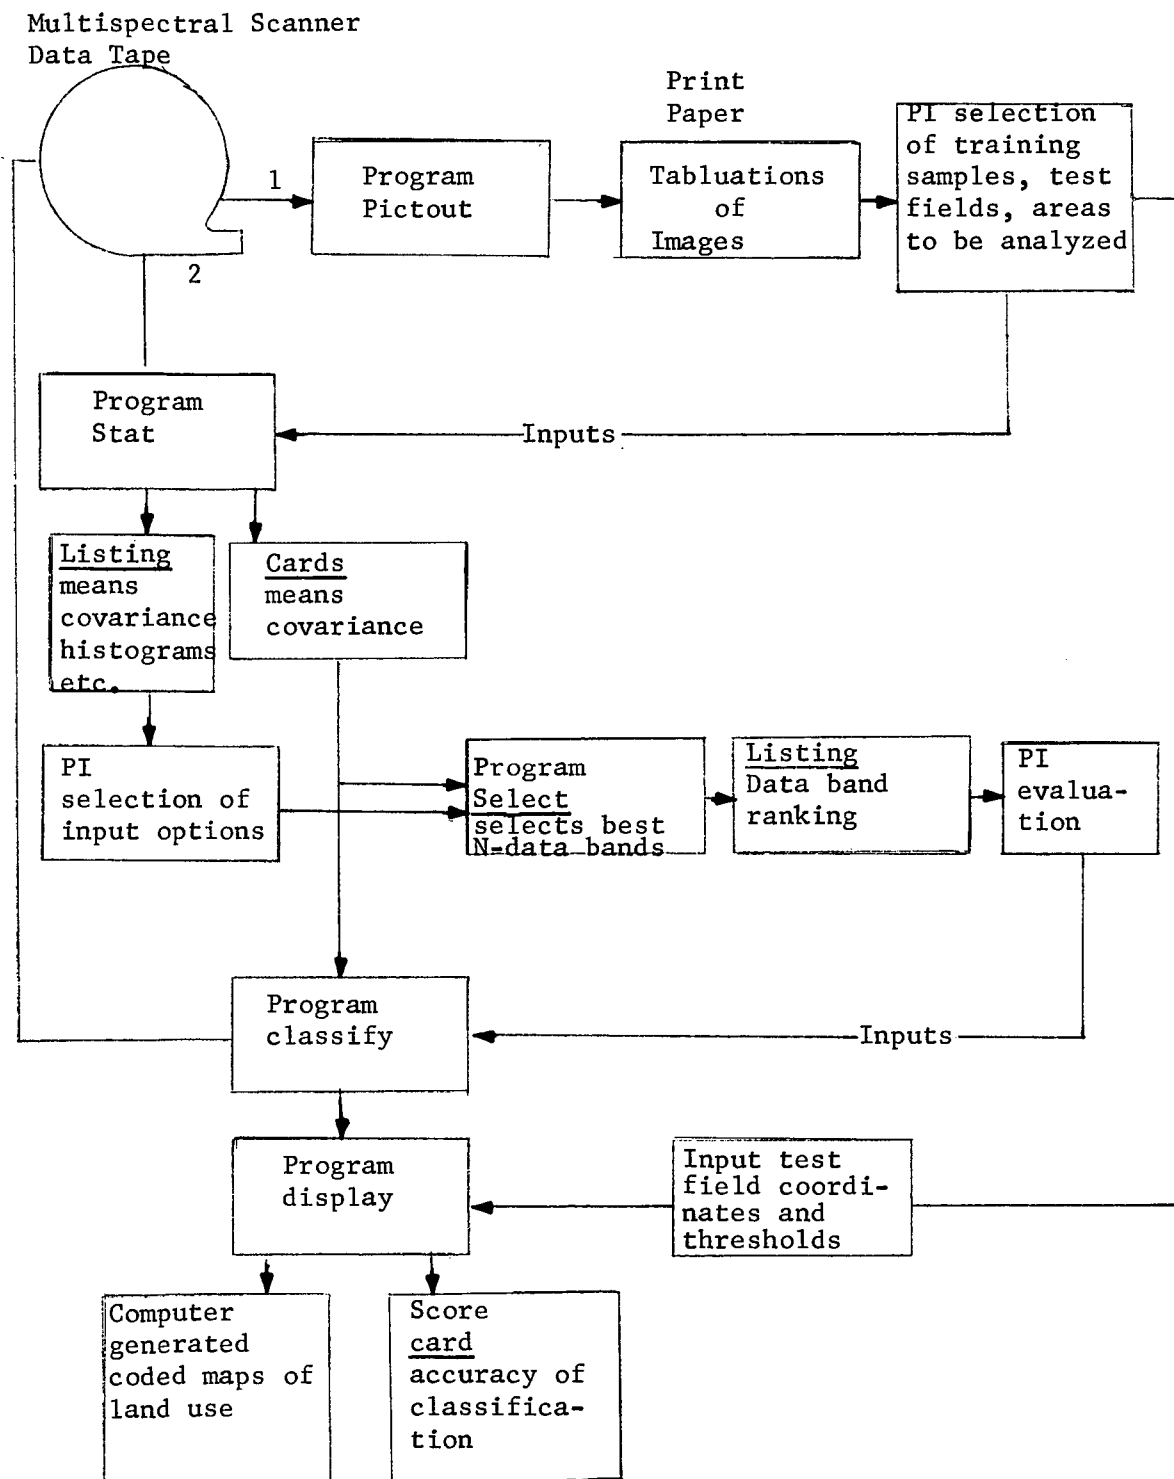 Multispectral Scanner
Data Tape
1
2
Program
Pictout
Print
Paper
Tabluations
of
Images
PI selection
of training
samples, test
fields, areas
to be analyzed
Program
Stat
Inputs
Listing
means
covariance
histograms
etc.
Cards
means
covariance
PI
selection of
input options
Program
Select
selects best
N-data bands
Listing
Data band
ranking
PI
evalua-
tion
Program
classify
Inputs
Program
display
Input test
field coordi-
nates and
thresholds
Computer
generated
coded maps of
land use
Score
card
accuracy of
classifica-
tion